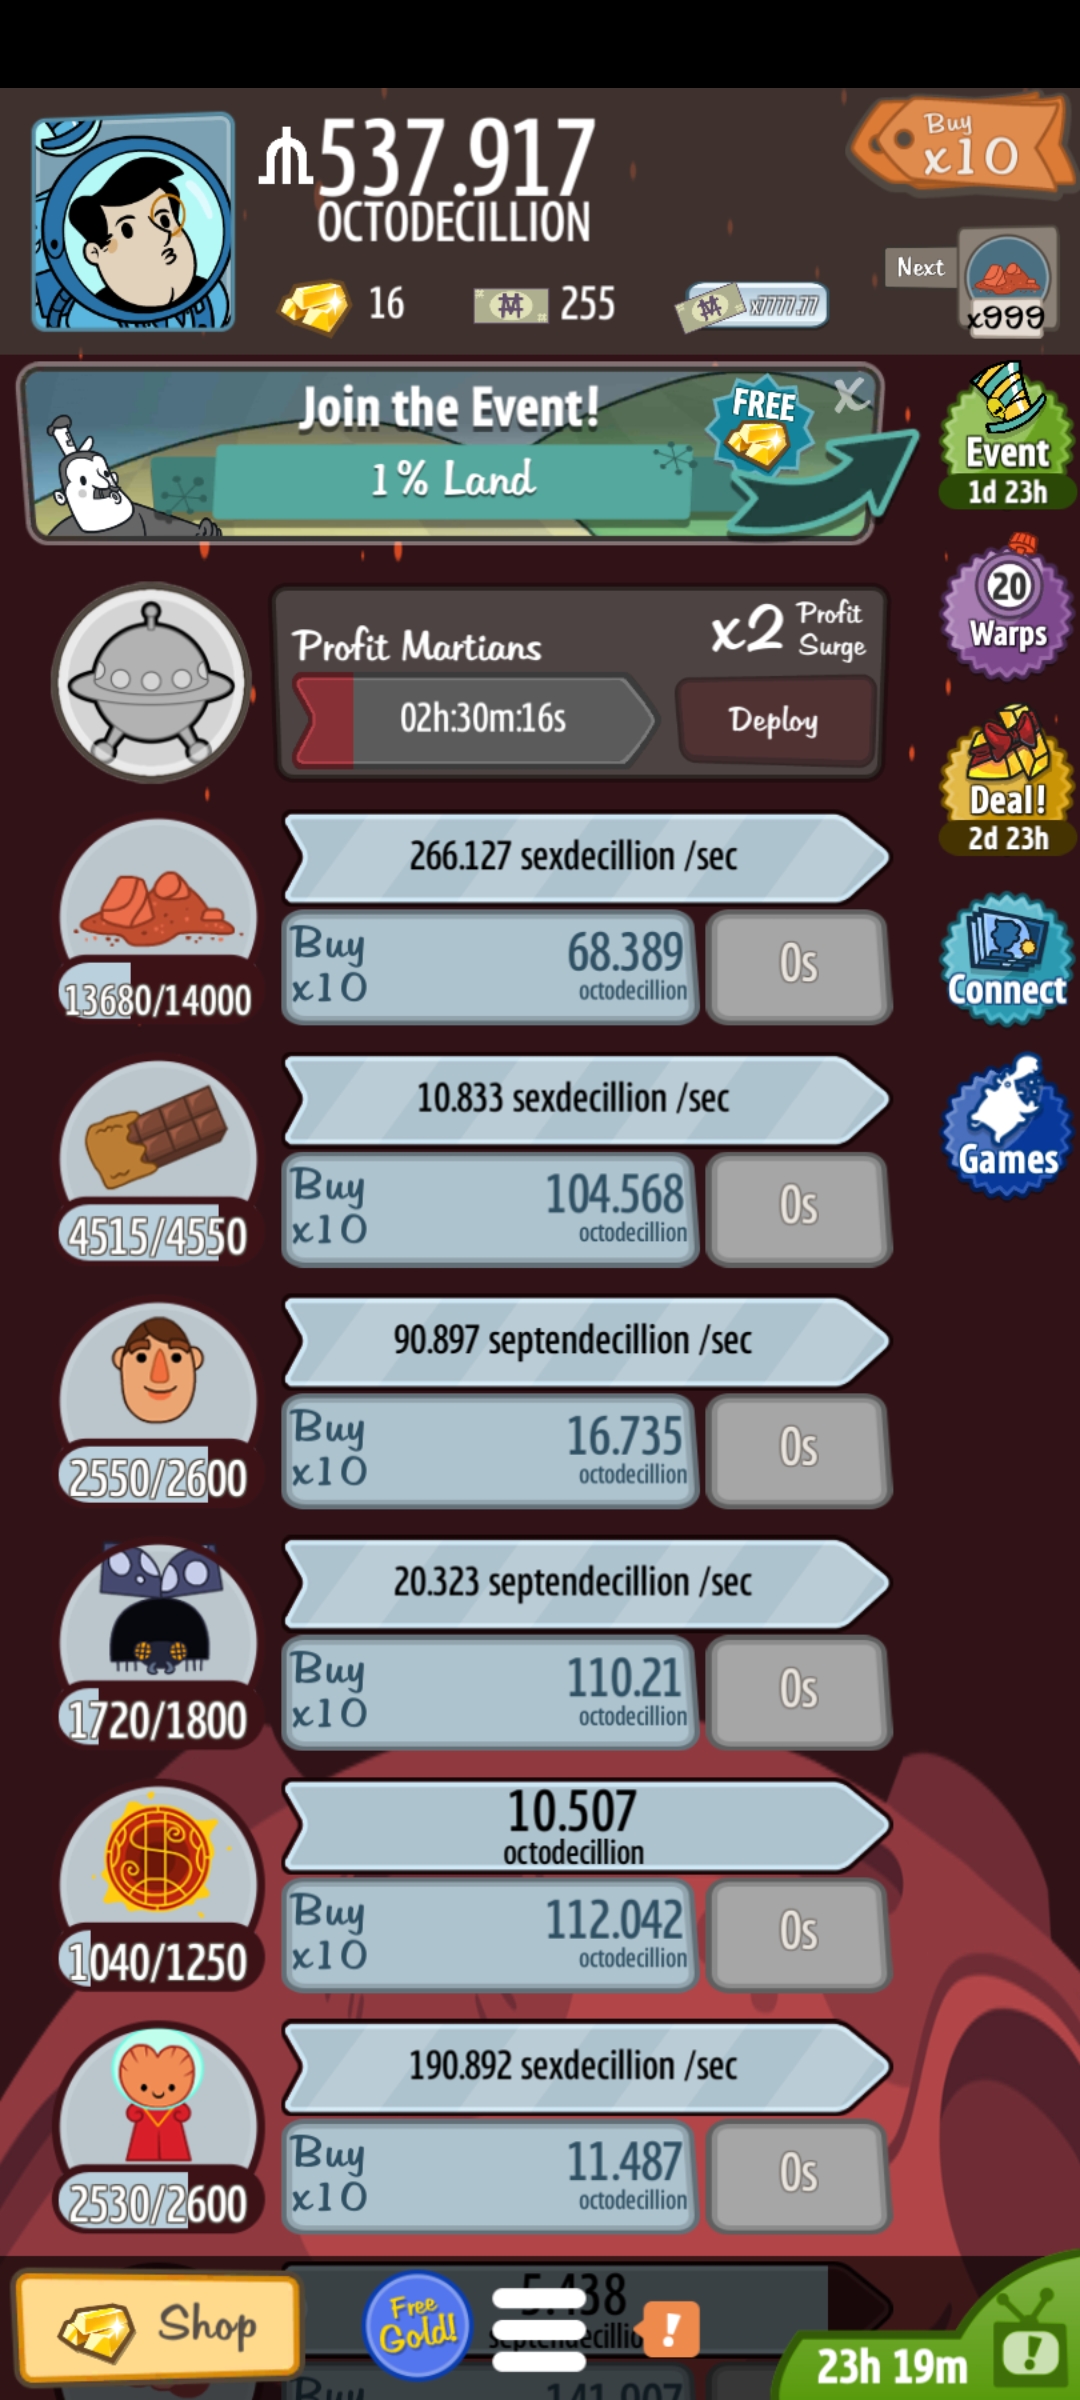 537.917
OCTODECILLION
Buy
x10
16
255
x7777.77
Next
x999
Join the Event!
1% Land
FREE
X
Event
1d 23h
20
Warps
Profit Martians
x2 Profit Surge
02h:30m:16s
Deploy
Deal!
2d 23h
266.127 sexdecillion /sec
Buy
x10
68.389
octodecillion
0s
13680/14000
Connect
10.833 sexdecillion /sec
Buy
x10
104.568
octodecillion
0s
4515/4550
Games
90.897 septendecillion /sec
Buy
x10
16.735
octodecillion
0s
2550/2600
20.323 septendecillion /sec
Buy
x10
110.21
octodecillion
0s
1720/1800
10.507
octodecillion
Buy
x10
112.042
octodecillion
0s
1040/1250
190.892 sexdecillion /sec
Buy
x10
11.487
octodecillion
0s
2530/2600
Shop
Free
Gold!
!
23h 19m
!
Buy